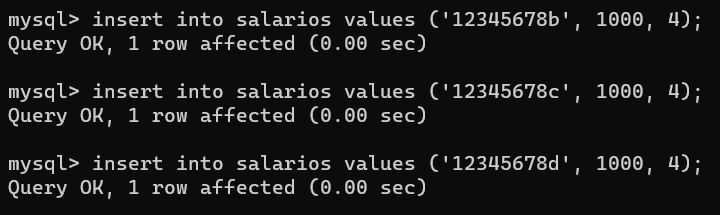 mysql> insert into salarios values ('12345678b', 1000, 4);
Query OK, 1 row affected (0.00 sec)
mysql> insert into salarios values ('12345678c', 1000, 4);
Query OK, 1 row affected (0.00 sec)
mysql> insert into salarios values ('12345678d', 1000, 4);
Query OK, 1 row affected (0.00 sec)